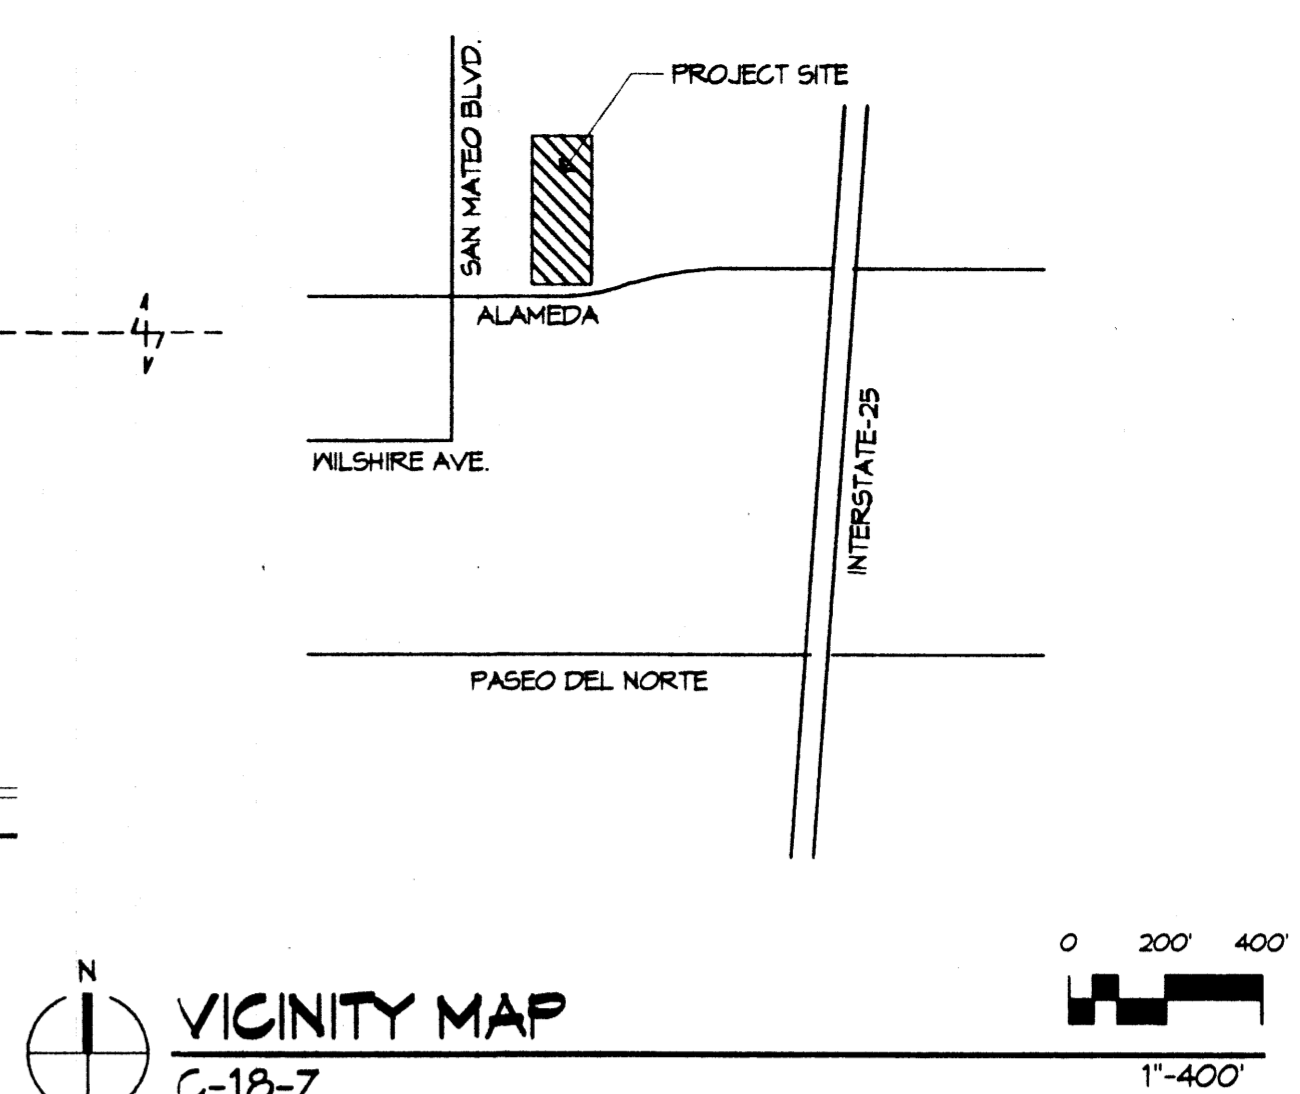 PROJECT SITE
SAN MATEO BLVD.
ALAMEDA
WILSHIRE AVE.
INTERSTATE-25
PASEO DEL NORTE
0 200' 400'
N
VICINITY MAP
1"-400'
C-18-Z